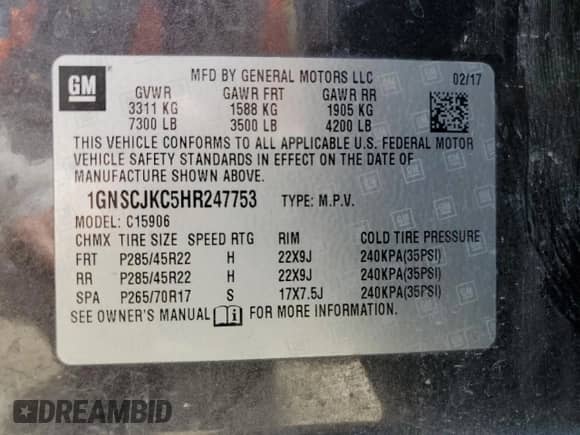 GM
MFD BY GENERAL MOTORS LLC 02/17
GVWR GAWR FRT GAWR RR
3311 KG 1588 KG 1905 KG
7300 LB 3500 LB 4200 LB
THIS VEHICLE CONFORMS TO ALL APPLICABLE U.S. FEDERAL MOTOR
VEHICLE SAFETY STANDARDS IN EFFECT ON THE DATE OF
MANUFACTURE SHOWN ABOVE.
1GNSCJKC5HR247753 TYPE: M.P.V.
MODEL: C15906
CHMX TIRE SIZE SPEED RTG RIM COLD TIRE PRESSURE
FRT P285/45R22 H 22X9J 240KPA(35PSI)
RR P285/45R22 H 22X9J 240KPA(35PSI)
SPA P265/70R17 S 17X7.5J 240KPA(35PSI)
SEE OWNER'S MANUAL FOR MORE INFORMATION.
DREAMBID